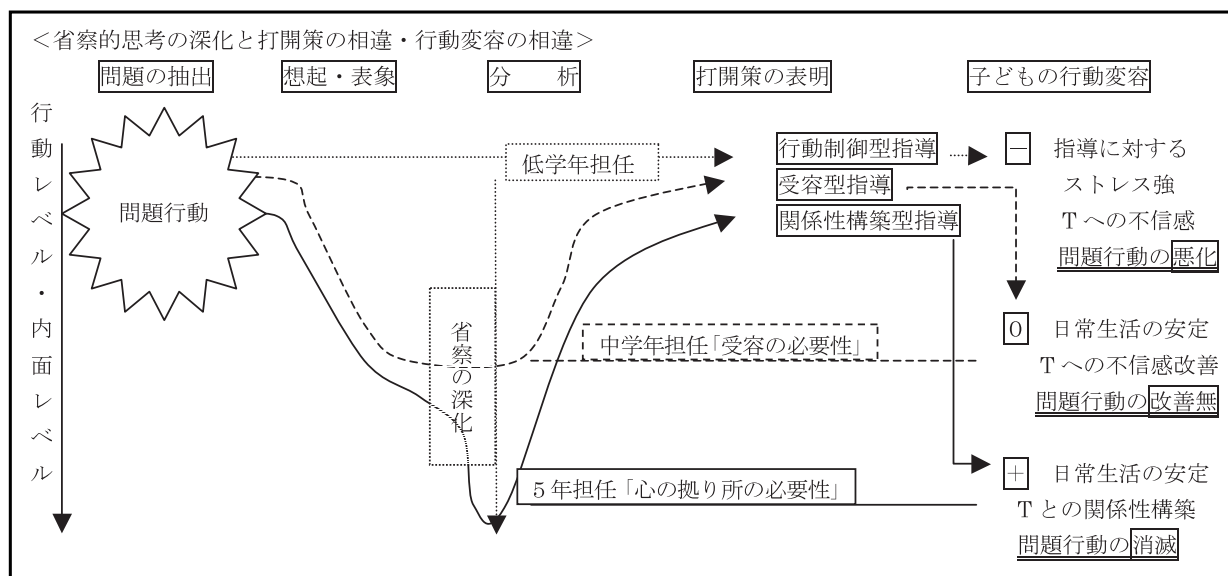 ＜省察的思考の深化と打開策の相違・行動変容の相違＞
問題の抽出
想起・表象
分　析
打開策の表明
子どもの行動変容
行動レベル・内面レベル
問題行動
低学年担任
行動制御型指導
受容型指導
関係性構築型指導
－ 指導に対する
ストレス強
Tへの不信感
問題行動の悪化
省察の深化
中学年担任「受容の必要性」
0 日常生活の安定
Tへの不信感改善
問題行動の改善無
5年担任「心の拠り所の必要性」
＋ 日常生活の安定
Tとの関係性構築
問題行動の消滅